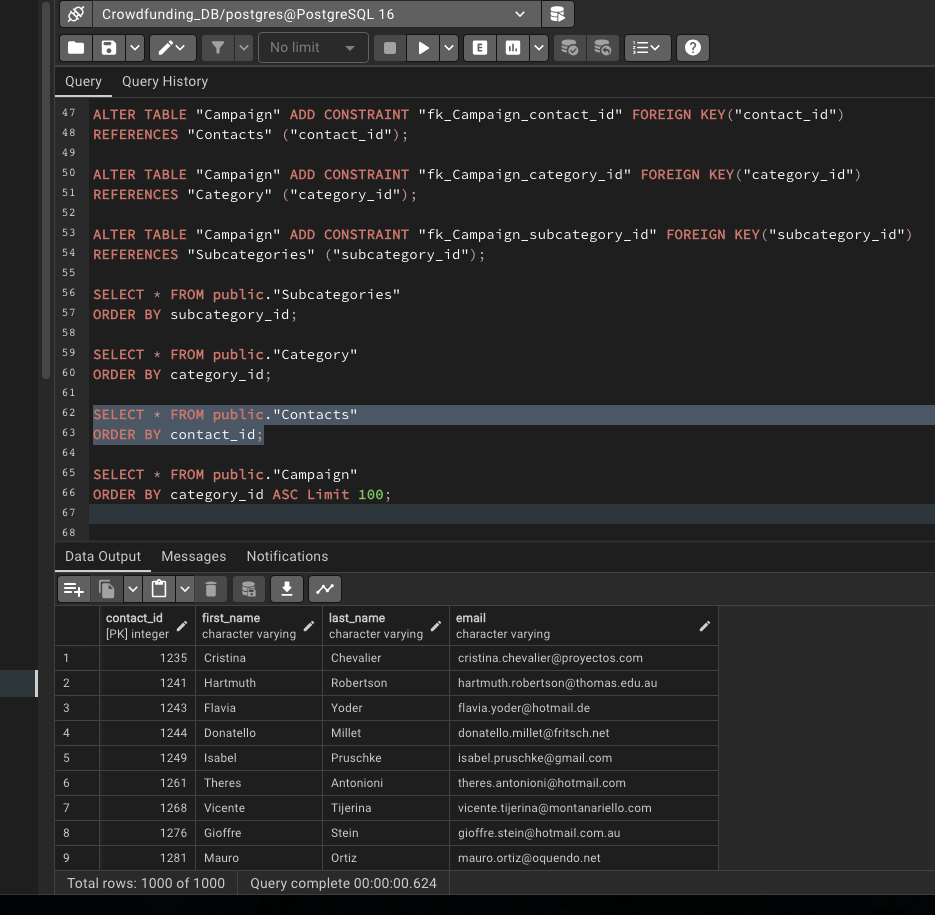 Crowdfunding_DB/postgres@PostgreSQL 16
No limit
E
Query Query History
47 ALTER TABLE "Campaign" ADD CONSTRAINT "fk_Campaign_contact_id" FOREIGN KEY("contact_id")
48 REFERENCES "Contacts" ("contact_id");
49
50 ALTER TABLE "Campaign" ADD CONSTRAINT "fk_Campaign_category_id" FOREIGN KEY("category_id")
51 REFERENCES "Category" ("category_id");
52
53 ALTER TABLE "Campaign" ADD CONSTRAINT "fk_Campaign_subcategory_id" FOREIGN KEY("subcategory_id")
54 REFERENCES "Subcategories" ("subcategory_id");
55
56 SELECT * FROM public."Subcategories"
57 ORDER BY subcategory_id;
58
59 SELECT * FROM public."Category"
60 ORDER BY category_id;
61
62 SELECT * FROM public."Contacts"
63 ORDER BY contact_id;
64
65 SELECT * FROM public."Campaign"
66 ORDER BY category_id ASC Limit 100;
67
68
Data Output Messages Notifications
contact_id first_name last_name email
[PK] integer character varying character varying character varying
1 1235 Cristina Chevalier cristina.chevalier@proyectos.com
2 1241 Hartmuth Robertson hartmuth.robertson@thomas.edu.au
3 1243 Flavia Yoder flavia.yoder@hotmail.de
4 1244 Donatello Millet donatello.millet@fritsch.net
5 1249 Isabel Pruschke isabel.pruschke@gmail.com
6 1261 Theres Antonioni theres.antonioni@hotmail.com
7 1268 Vicente Tijerina vicente.tijerina@montanariello.com
8 1276 Gioffre Stein gioffre.stein@hotmail.com.au
9 1281 Mauro Ortiz mauro.ortiz@oquendo.net
Total rows: 1000 of 1000 Query complete 00:00:00.624